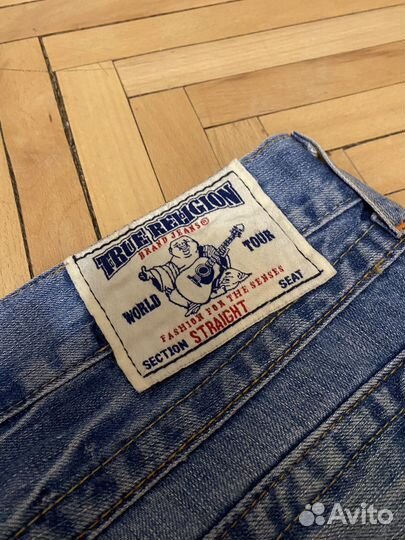 TRUE RELIGION
BRAND JEANS®
WORLD TOUR
FASHION FOR THE SENSES
SECTION STRAIGHT SEAT
Avito